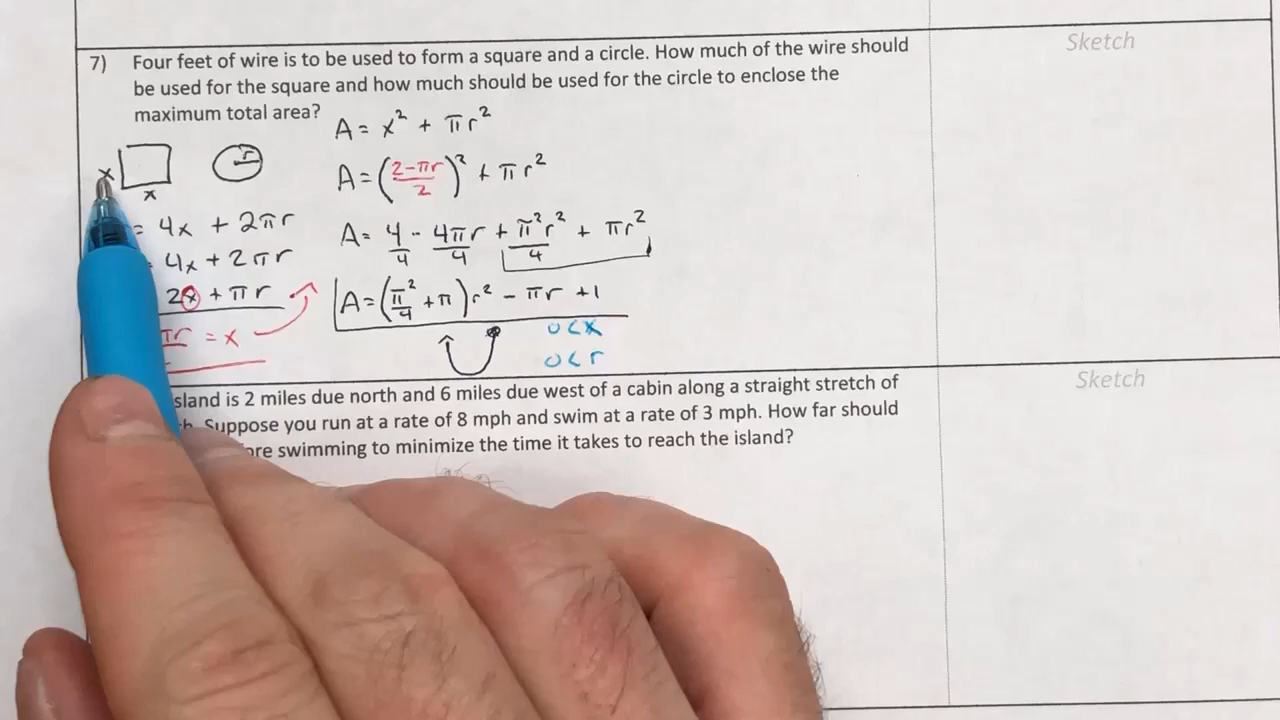 Sketch
7) Four feet of wire is to be used to form a square and a circle. How much of the wire should
be used for the square and how much should be used for the circle to enclose the
maximum total area?
A = x² + πr²
x
r
x
A = (2-πr/2)² + πr²
= 4x + 2πr
A = 4/4 - 4πr/4 + π²r²/4 + πr²
4x + 2πr
2x + πr
A = (π²/4 + π) r² - πr + 1
πr = x
0 < x
0 < r
sland is 2 miles due north and 6 miles due west of a cabin along a straight stretch of
Sketch
Suppose you run at a rate of 8 mph and swim at a rate of 3 mph. How far should
ore swimming to minimize the time it takes to reach the island?